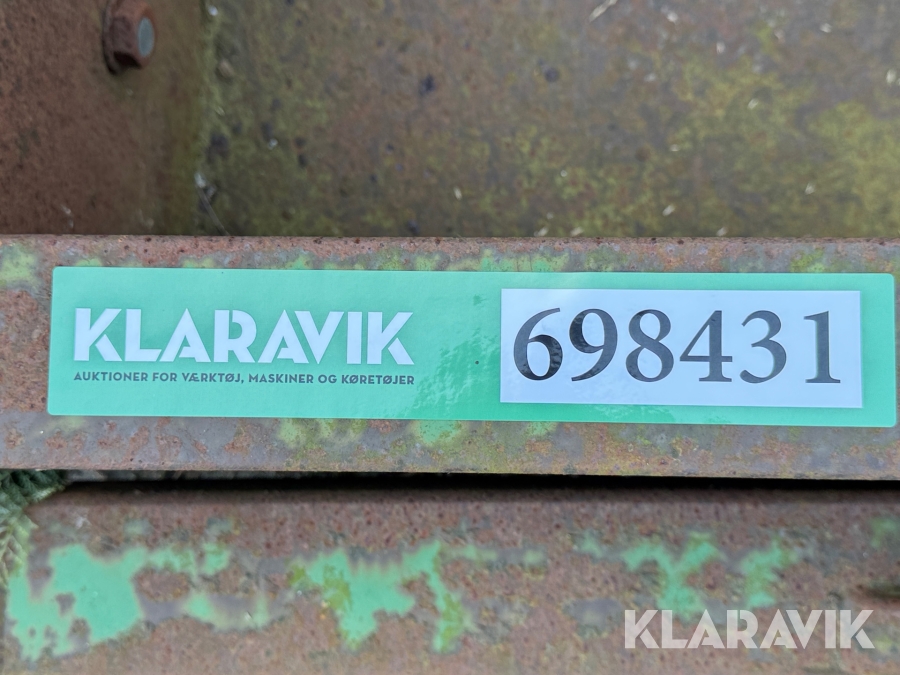 KLARAVIK
AUKTIONER FOR VÆRKTØJ, MASKINER OG KØRETØJER
698431
KLARAVIK